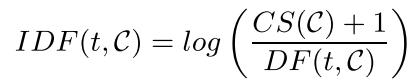 IDF(t, 𝒞) = log ( (CS(𝒞) + 1) / DF(t, 𝒞) )